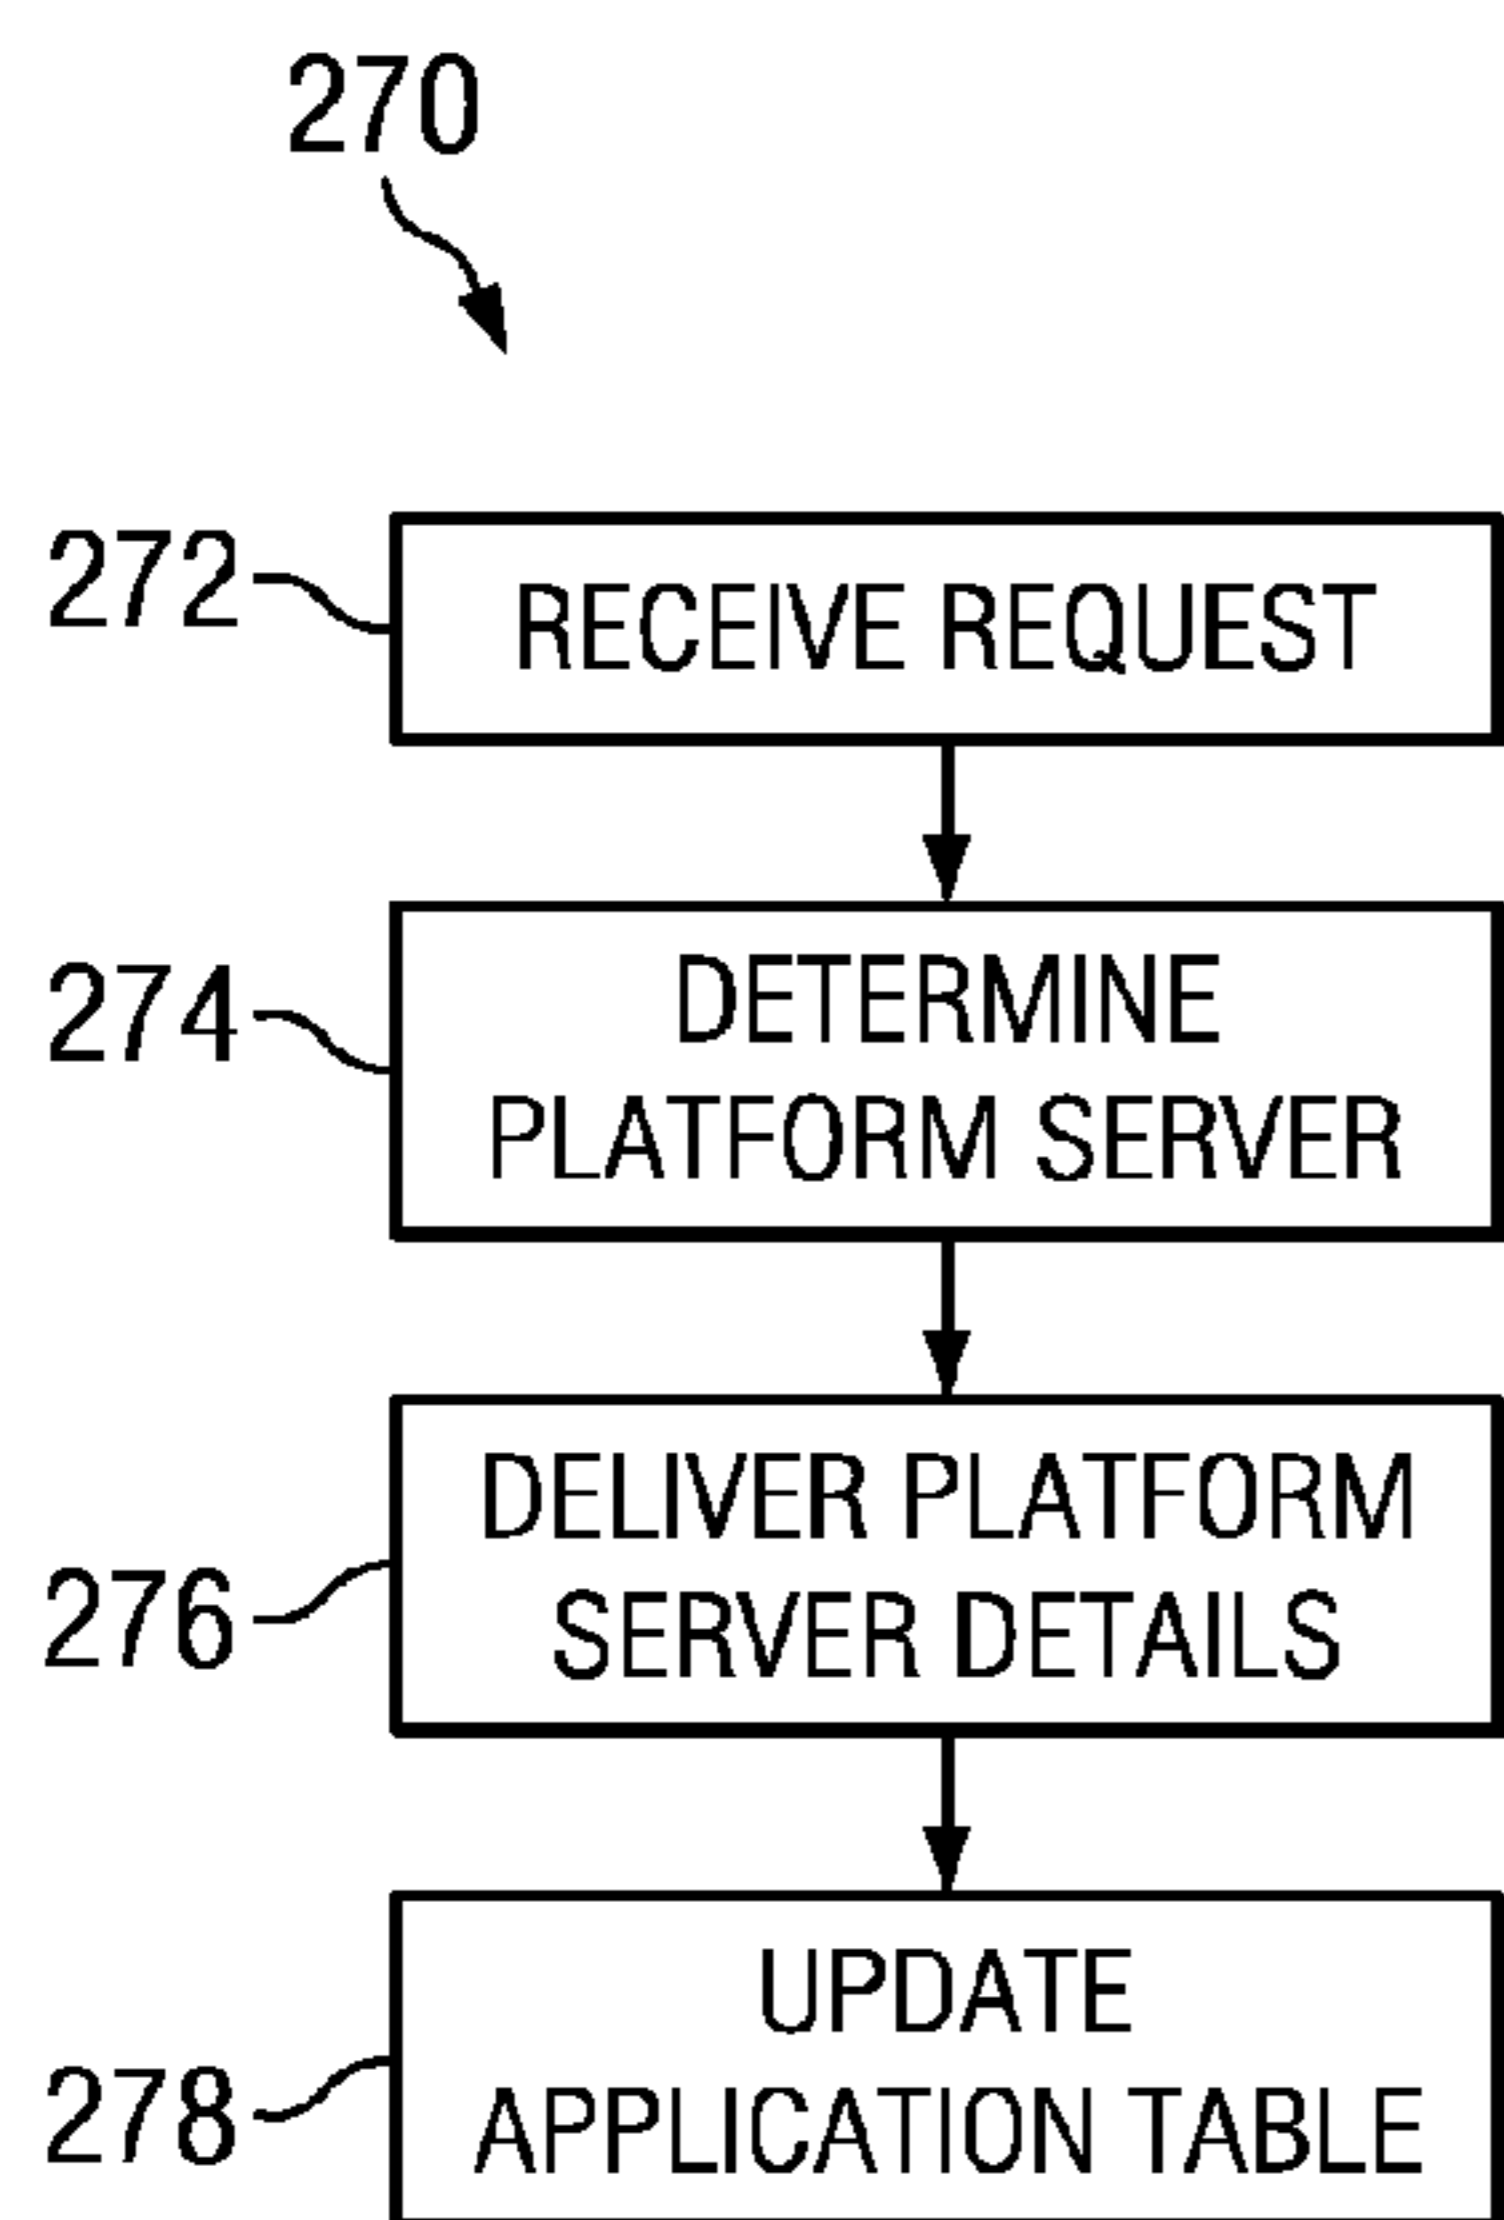 270
272
RECEIVE REQUEST
274
DETERMINE
PLATFORM SERVER
276
DELIVER PLATFORM
SERVER DETAILS
278
UPDATE
APPLICATION TABLE